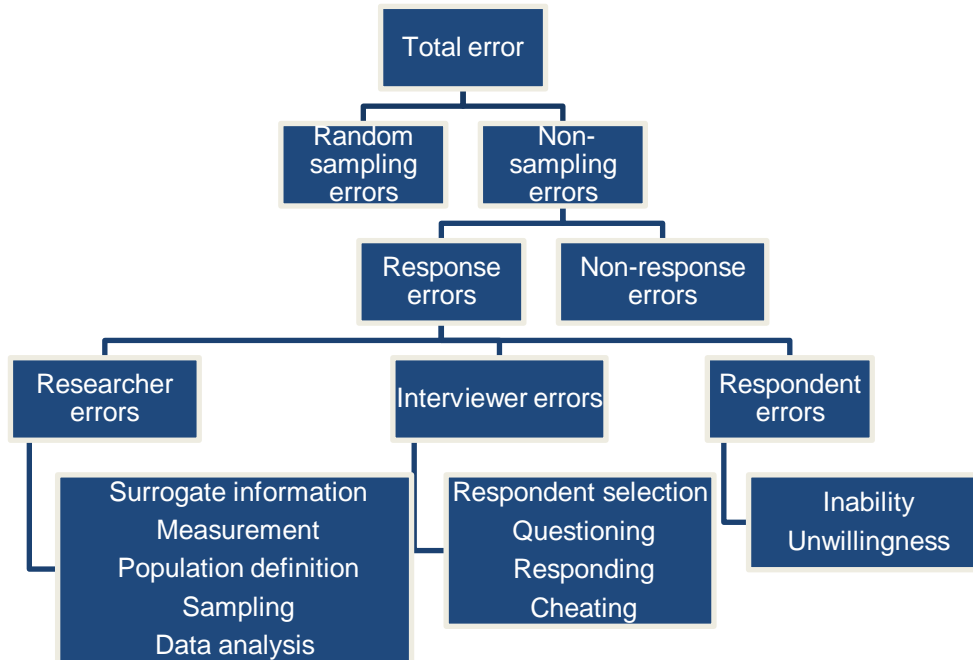 Total error
Random
sampling
errors
Non-
sampling
errors
Response
errors
Non-response
errors
Researcher
errors
Interviewer errors
Respondent
errors
Surrogate information
Measurement
Population definition
Sampling
Data analysis
Respondent selection
Questioning
Responding
Cheating
Inability
Unwillingness